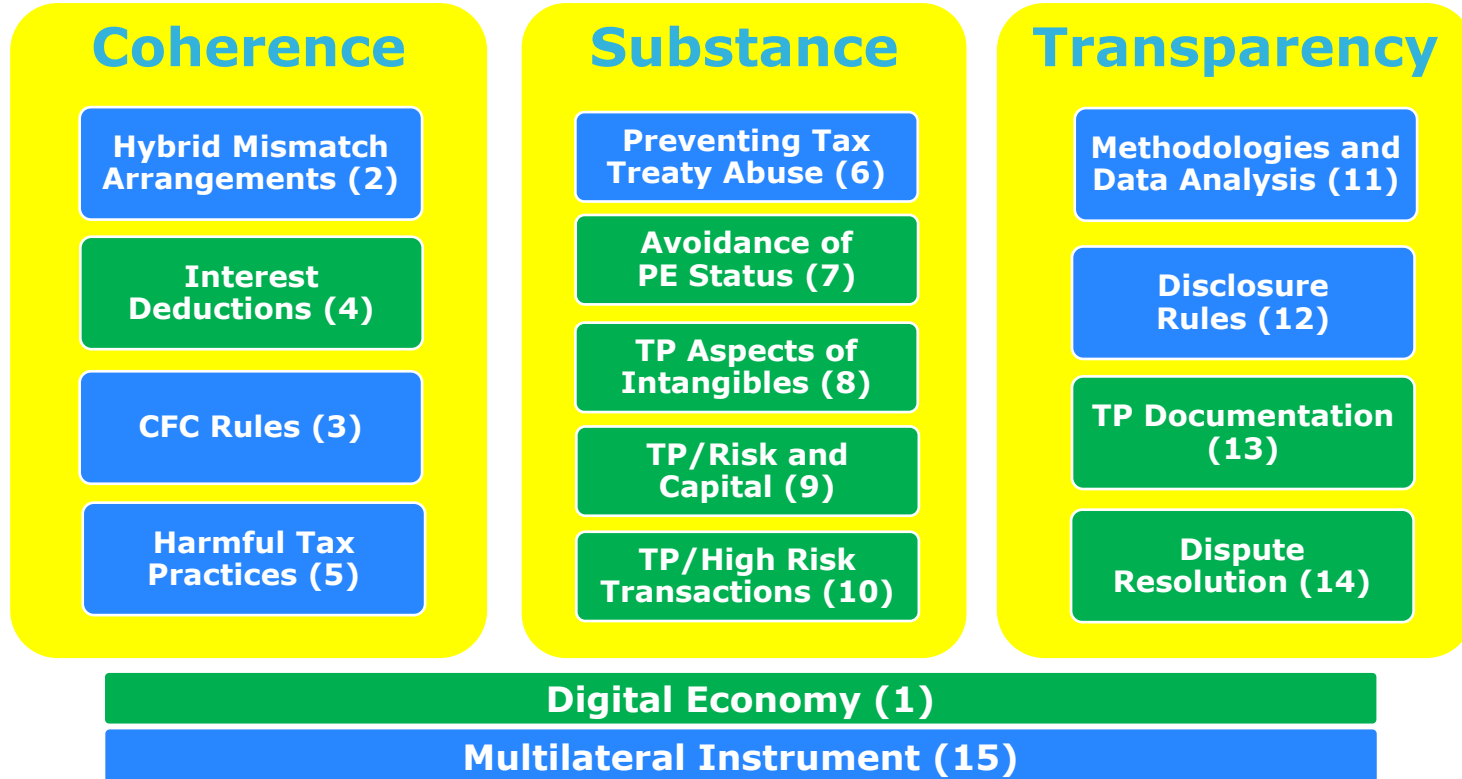 Coherence
Hybrid Mismatch
Arrangements (2)
Interest
Deductions (4)
CFC Rules (3)
Harmful Tax
Practices (5)
Substance
Preventing Tax
Treaty Abuse (6)
Avoidance of
PE Status (7)
TP Aspects of
Intangibles (8)
TP/Risk and
Capital (9)
TP/High Risk
Transactions (10)
Transparency
Methodologies and
Data Analysis (11)
Disclosure
Rules (12)
TP Documentation
(13)
Dispute
Resolution (14)
Digital Economy (1)
Multilateral Instrument (15)